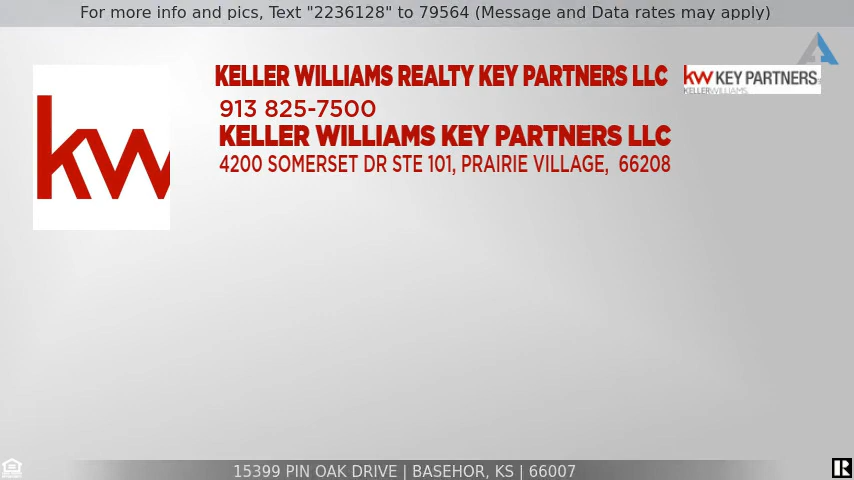 For more info and pics, Text "2236128" to 79564 (Message and Data rates may apply)
KELLER WILLIAMS REALTY KEY PARTNERS LLC
kw KEY PARTNERS
KELLERWILLIAMS.
913 825-7500
kw
KELLER WILLIAMS KEY PARTNERS LLC
4200 SOMERSET DR STE 101, PRAIRIE VILLAGE, 66208
15399 PIN OAK DRIVE | BASEHOR, KS | 66007